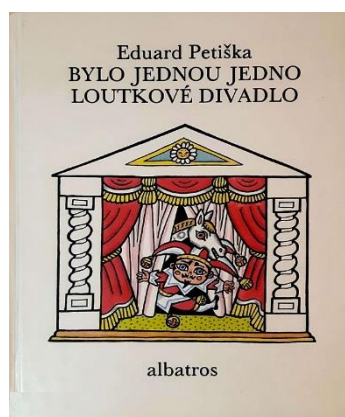 Eduard Petiška
BYLO JEDNOU JEDNO
LOUTKOVÉ DIVADLO
albatros